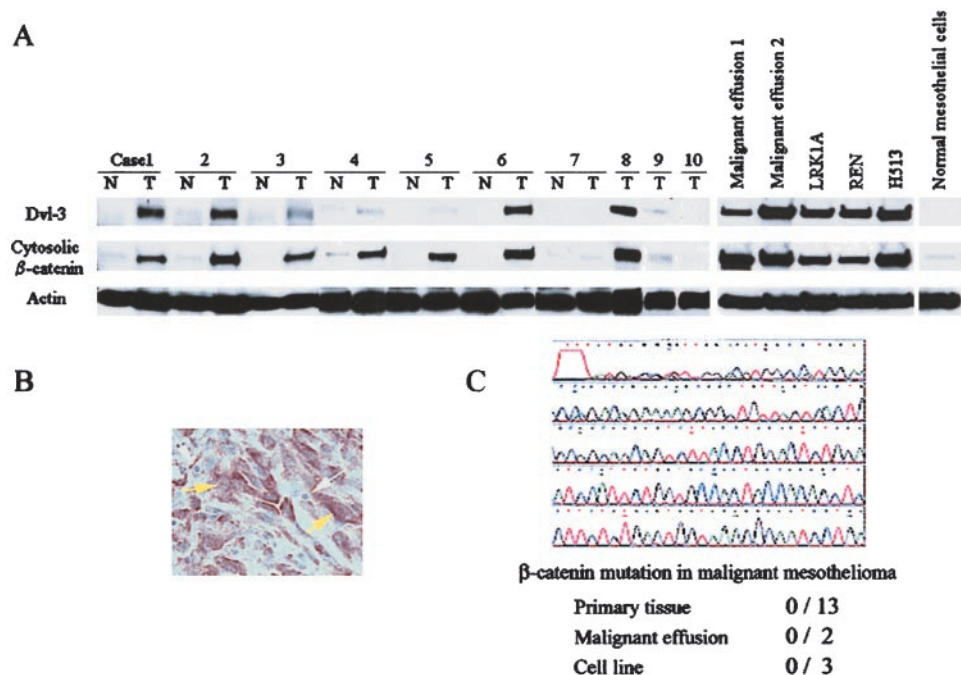 A
Case1 2 3 4 5 6 7 8 9 10
Malignant effusion 1
Malignant effusion 2
LRK1A
REN
H513
Normal mesothelial cells
N T N T N T N T N T N T N T T T T
Dvl-3
Cytosolic
β-catenin
Actin
B
C
β-catenin mutation in malignant mesothelioma
Primary tissue 0 / 13
Malignant effusion 0 / 2
Cell line 0 / 3